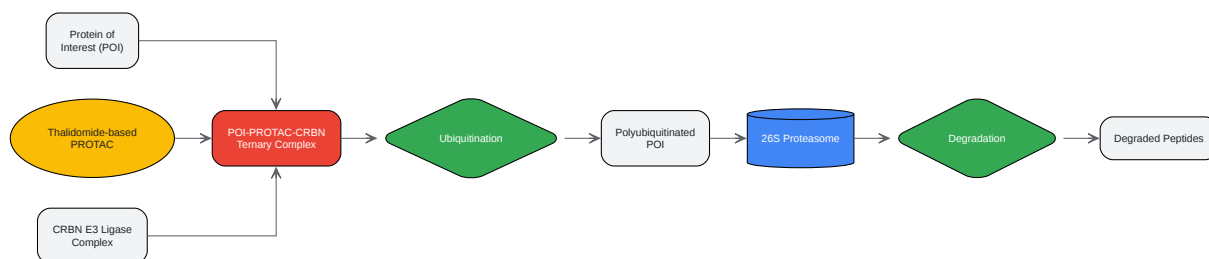 Protein of
Interest (POI)
Thalidomide-based
PROTAC
POI-PROTAC-CRBN
Ternary Complex
Ubiquitination
Polyubiquitinated
POI
26S Proteasome
Degradation
Degraded Peptides
CRBN E3 Ligase
Complex